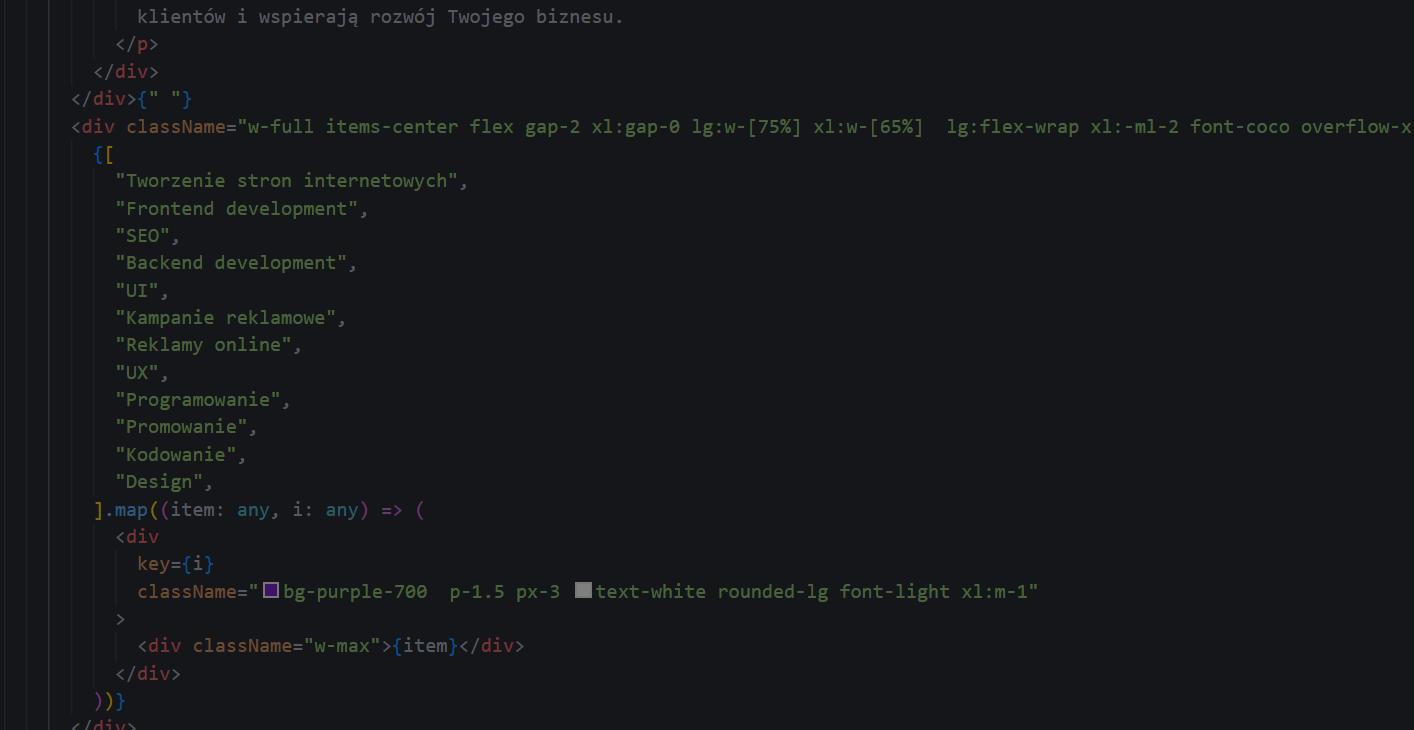 klientów i wspierają rozwój Twojego biznesu.
</p>
</div>
</div>{" "}
<div className="w-full items-center flex gap-2 xl:gap-0 lg:w-[75%] xl:w-[65%]  lg:flex-wrap xl:-ml-2 font-coco overflow-x
{[
"Tworzenie stron internetowych",
"Frontend development",
"SEO",
"Backend development",
"UI",
"Kampanie reklamowe",
"Reklamy online",
"UX",
"Programowanie",
"Promowanie",
"Kodowanie",
"Design",
].map((item: any, i: any) => (
<div
key={i}
className="bg-purple-700  p-1.5 px-3 text-white rounded-lg font-light xl:m-1"
>
<div className="w-max">{item}</div>
</div>
))}
</div>